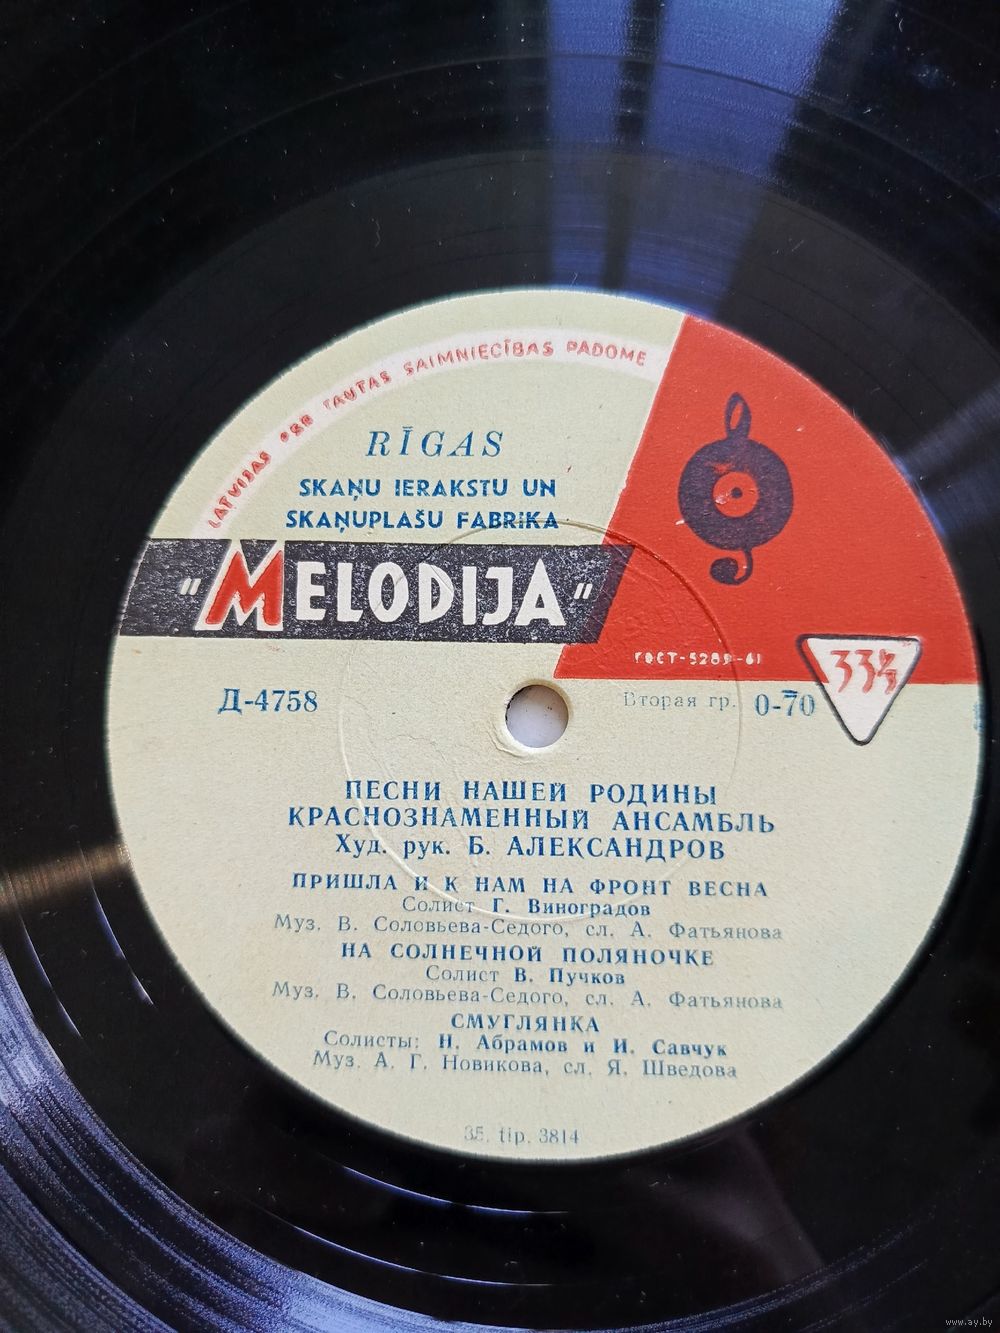 LATVIJAS PSR TAUTAS SAIMNIECĪBAS PADOME
RĪGAS
SKAŅU IERAKSTU UN
SKAŅUPLAŠU FABRIKA
"MELODIJA"
ГОСТ-5289-61
33⅓
Д-4758
Вторая гр. 0-70
ПЕСНИ НАШЕЙ РОДИНЫ
КРАСНОЗНАМЕННЫЙ АНСАМБЛЬ
Худ. рук. Б. АЛЕКСАНДРОВ
ПРИШЛА И К НАМ НА ФРОНТ ВЕСНА
Солист Г. Виноградов
Муз. В. Соловьева-Седого, сл. А. Фатьянова
НА СОЛНЕЧНОЙ ПОЛЯНОЧКЕ
Солист В. Пучков
Муз. В. Соловьева-Седого, сл. А. Фатьянова
СМУГЛЯНКА
Солисты: Н. Абрамов и И. Савчук
Муз. А. Г. Новикова, сл. Я. Шведова
35. tip. 3814
www.ay.by